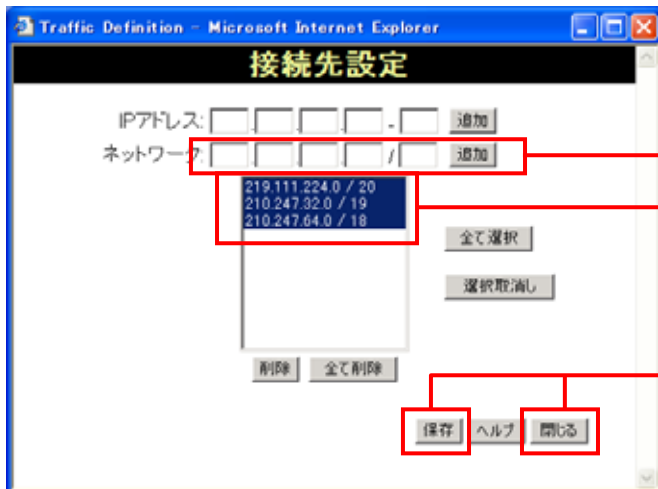 Traffic Definition - Microsoft Internet Explorer
接続先設定
IPアドレス: . . . - 追加
ネットワーク: . . . / 追加
219.111.224.0 / 20
210.247.32.0 / 19
210.247.64.0 / 18
全て選択
選択取消し
削除 全て削除
保存 ヘルプ 閉じる